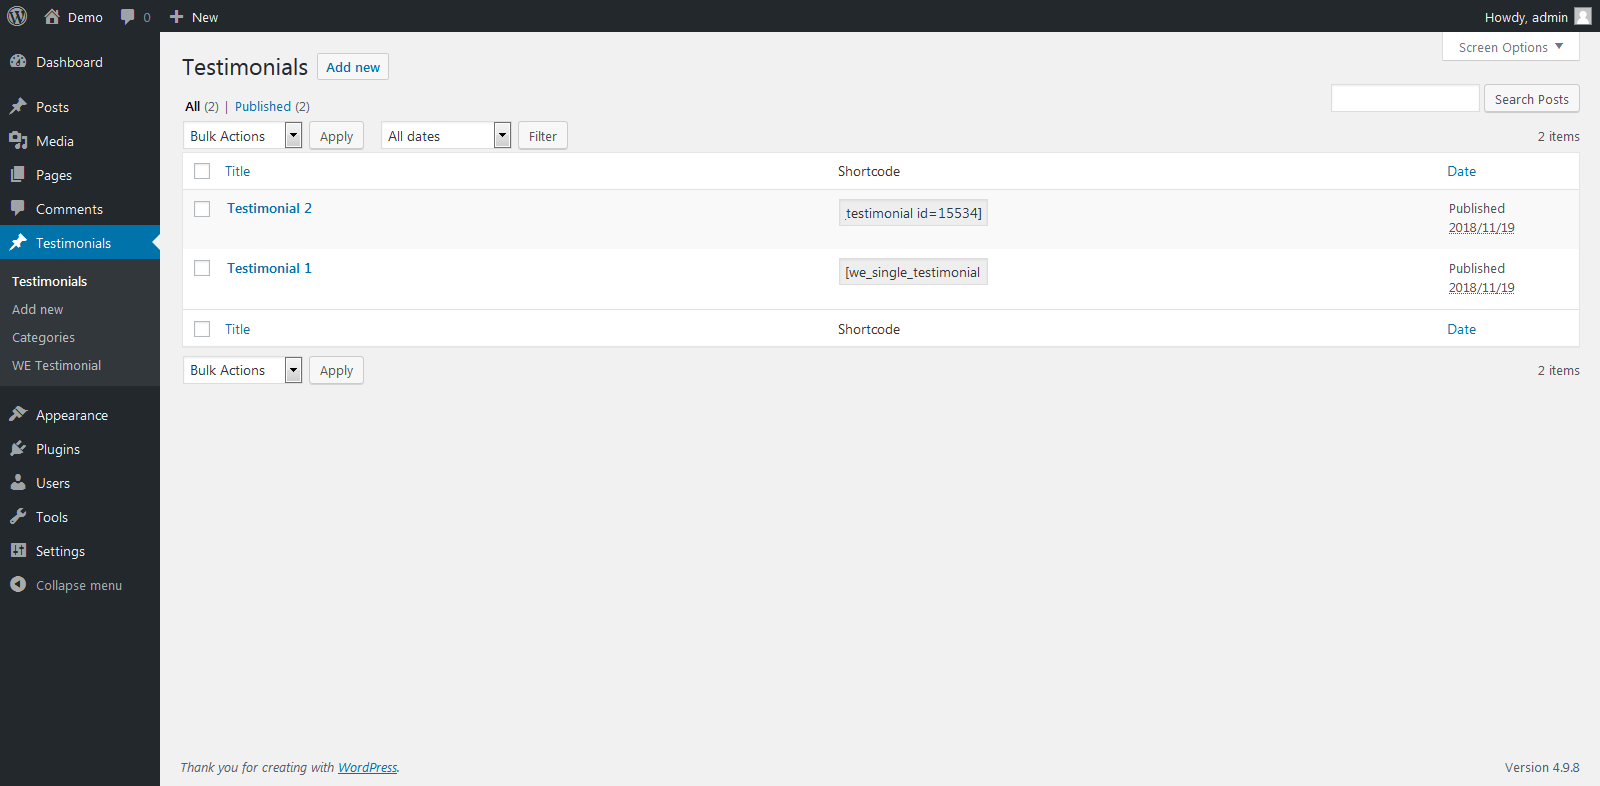 Demo 0 New Howdy, admin
Screen Options
Dashboard
Posts
Media
Pages
Comments
Testimonials
Testimonials
Add new
Categories
WE Testimonial
Appearance
Plugins
Users
Tools
Settings
Collapse menu
Testimonials Add new
All (2) | Published (2)
Search Posts
Bulk Actions Apply All dates Filter 2 items
Title Shortcode Date
Testimonial 2 _testimonial id=15534] Published
2018/11/19
Testimonial 1 [we_single_testimonial Published
2018/11/19
Title Shortcode Date
Bulk Actions Apply 2 items
Thank you for creating with WordPress. Version 4.9.8